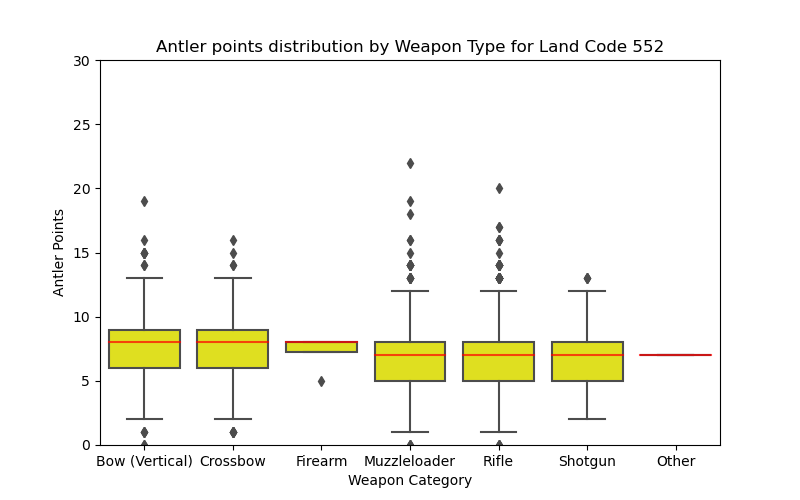 Antler points distribution by Weapon Type for Land Code 552
30
25
20
15
10
5
0
Antler Points
Bow (Vertical) Crossbow Firearm Muzzleloader Rifle Shotgun Other
Weapon Category